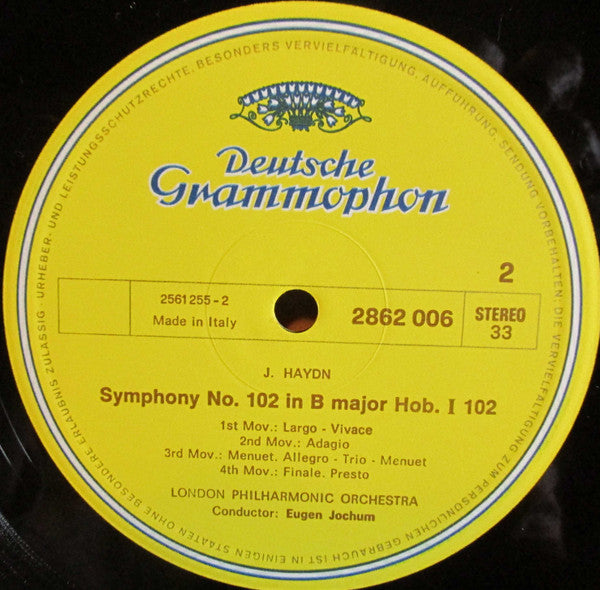 URHEBER- UND LEISTUNGSSCHUTZRECHTE, BESONDERS VERVIELFÄLTIGUNG, AUFFÜHRUNG, SENDUNG VORBEHALTEN; DIE VERVIELFÄLTIGUNG ZUM PERSÖNLICHEN GEBRAUCH IST IN EINIGEN STAATEN OHNE BESONDERE ERLAUBNIS ZULÄSSIG ·
Deutsche
Grammophon
2
2561 255 - 2
Made in Italy
2862 006
STEREO
33
J. HAYDN
Symphony No. 102 in B major Hob. I 102
1st Mov.: Largo - Vivace
2nd Mov.: Adagio
3rd Mov.: Menuet. Allegro - Trio - Menuet
4th Mov.: Finale. Presto
LONDON PHILHARMONIC ORCHESTRA
Conductor: Eugen Jochum